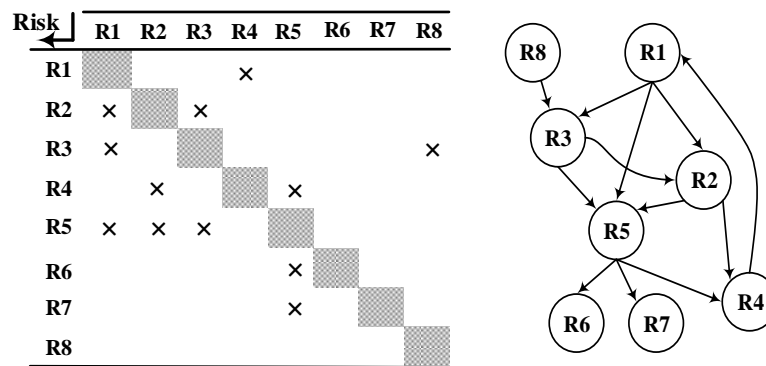 Risk R1 R2 R3 R4 R5 R6 R7 R8
R1 ×
R2 × ×
R3 × ×
R4 × ×
R5 × × ×
R6 ×
R7 ×
R8
R8 R1
R3
R2
R5
R4
R6 R7